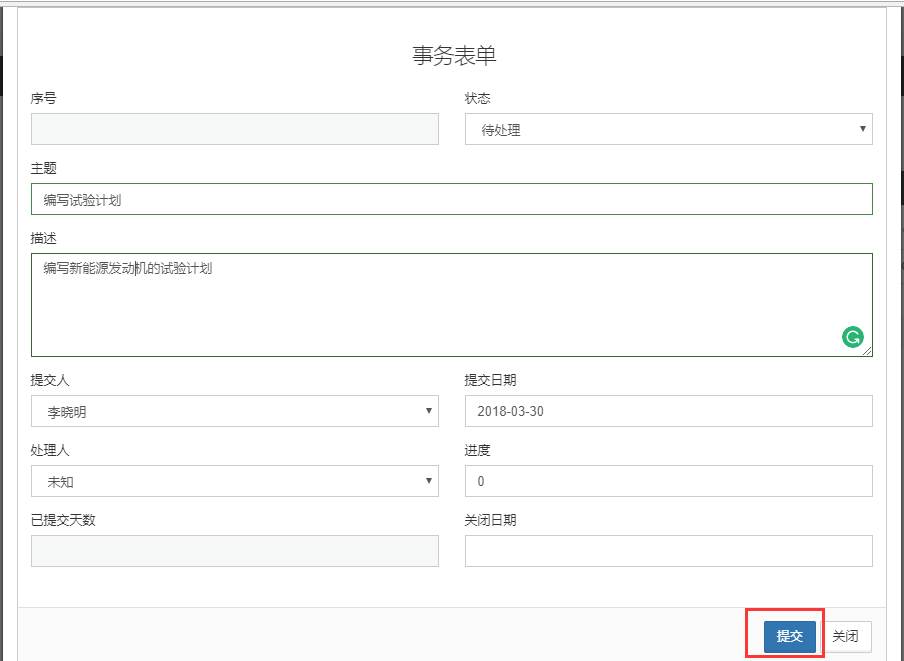 事务表单
序号 状态
待处理
主题
编写试验计划
描述
编写新能源发动机的试验计划
提交人 提交日期
李晓明 2018-03-30
处理人 进度
未知 0
已提交天数 关闭日期
提交 关闭